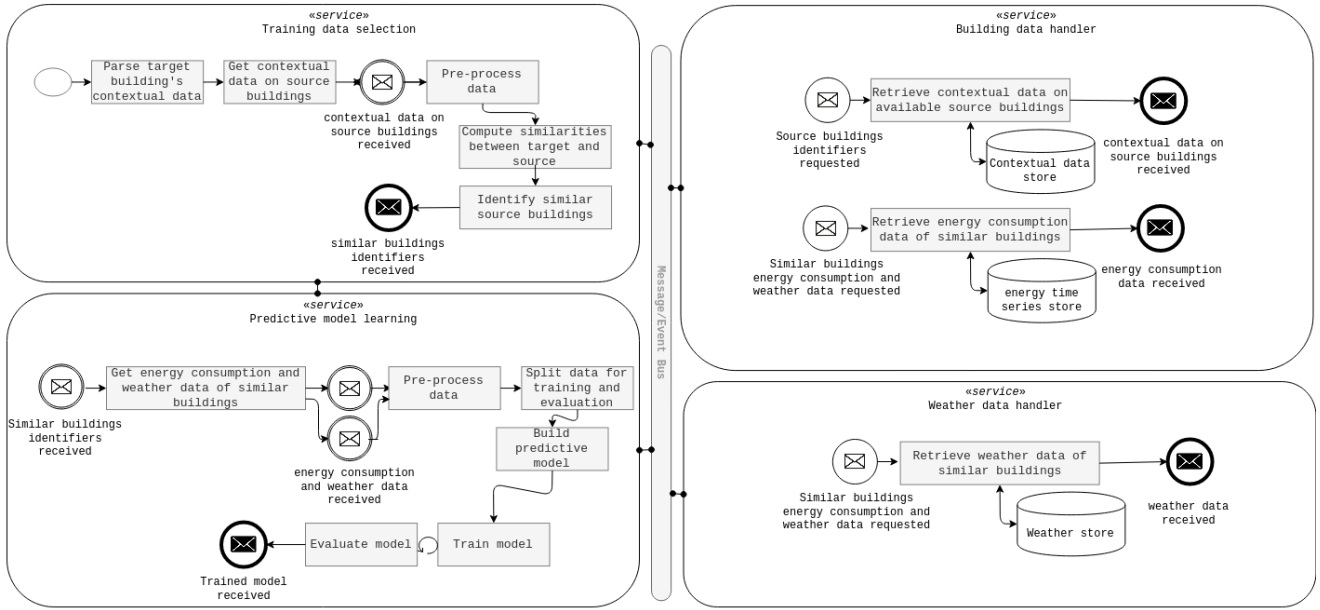 «service»
Training data selection
Parse target
building's
contextual data
Get contextual
data on source
buildings
contextual data on
source buildings
received
Pre-process
data
Compute similarities
between target and
source
Identify similar
source buildings
similar buildings
identifiers
received
«service»
Predictive model learning
Similar buildings
identifiers
received
Get energy consumption and
weather data of similar
buildings
energy consumption
and weather data
received
Pre-process
data
Split data for
training and
evaluation
Build
predictive
model
Train model
Evaluate model
Trained model
received
Message/Event Bus
«service»
Building data handler
Source buildings
identifiers
requested
Retrieve contextual data on
available source buildings
Contextual data
store
contextual data on
source buildings
received
Similar buildings
energy consumption and
weather data requested
Retrieve energy consumption
data of similar buildings
energy time
series store
energy consumption
data received
«service»
Weather data handler
Similar buildings
energy consumption and
weather data requested
Retrieve weather data of
similar buildings
Weather store
weather data
received